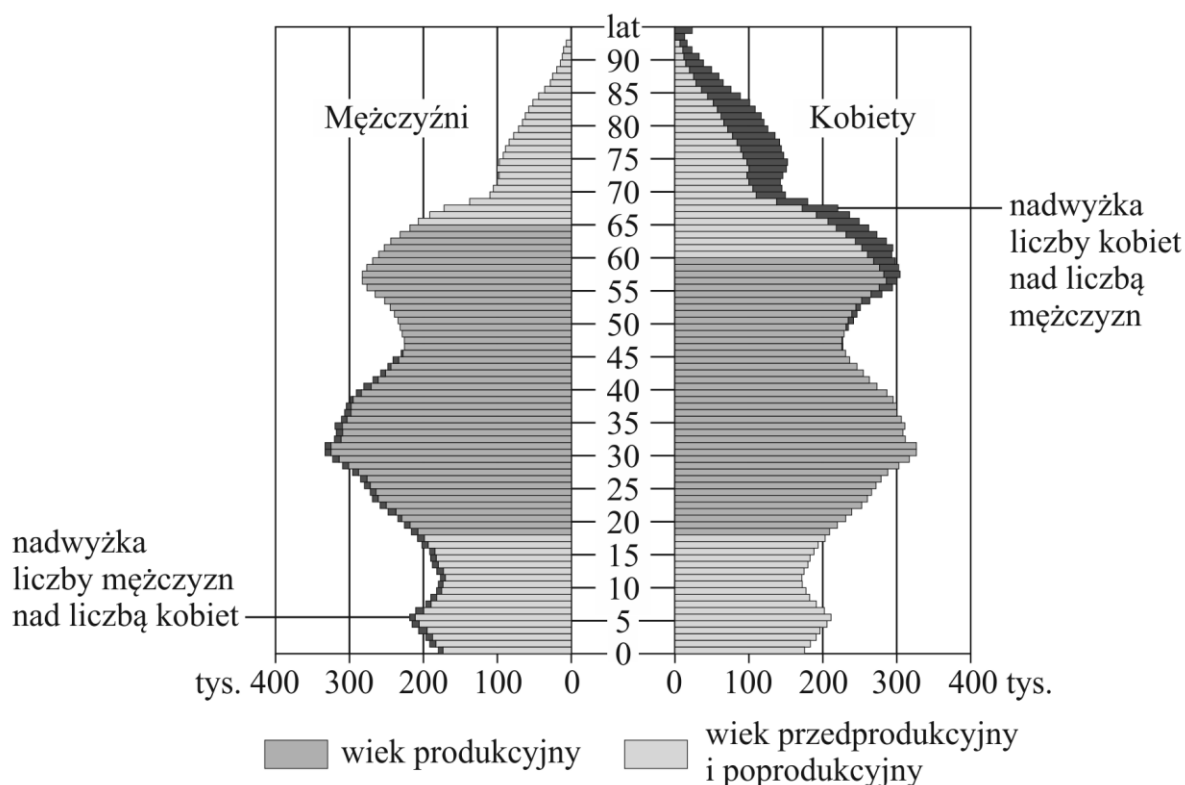 lat
90
85
80
75
70
65
60
55
50
45
40
35
30
25
20
15
10
5
0
Mężczyźni
Kobiety
nadwyżka
liczby kobiet
nad liczbą
mężczyzn
nadwyżka
liczby mężczyzn
nad liczbą kobiet
tys. 400 300 200 100 0
0 100 200 300 400 tys.
wiek produkcyjny
wiek przedprodukcyjny
i poprodukcyjny